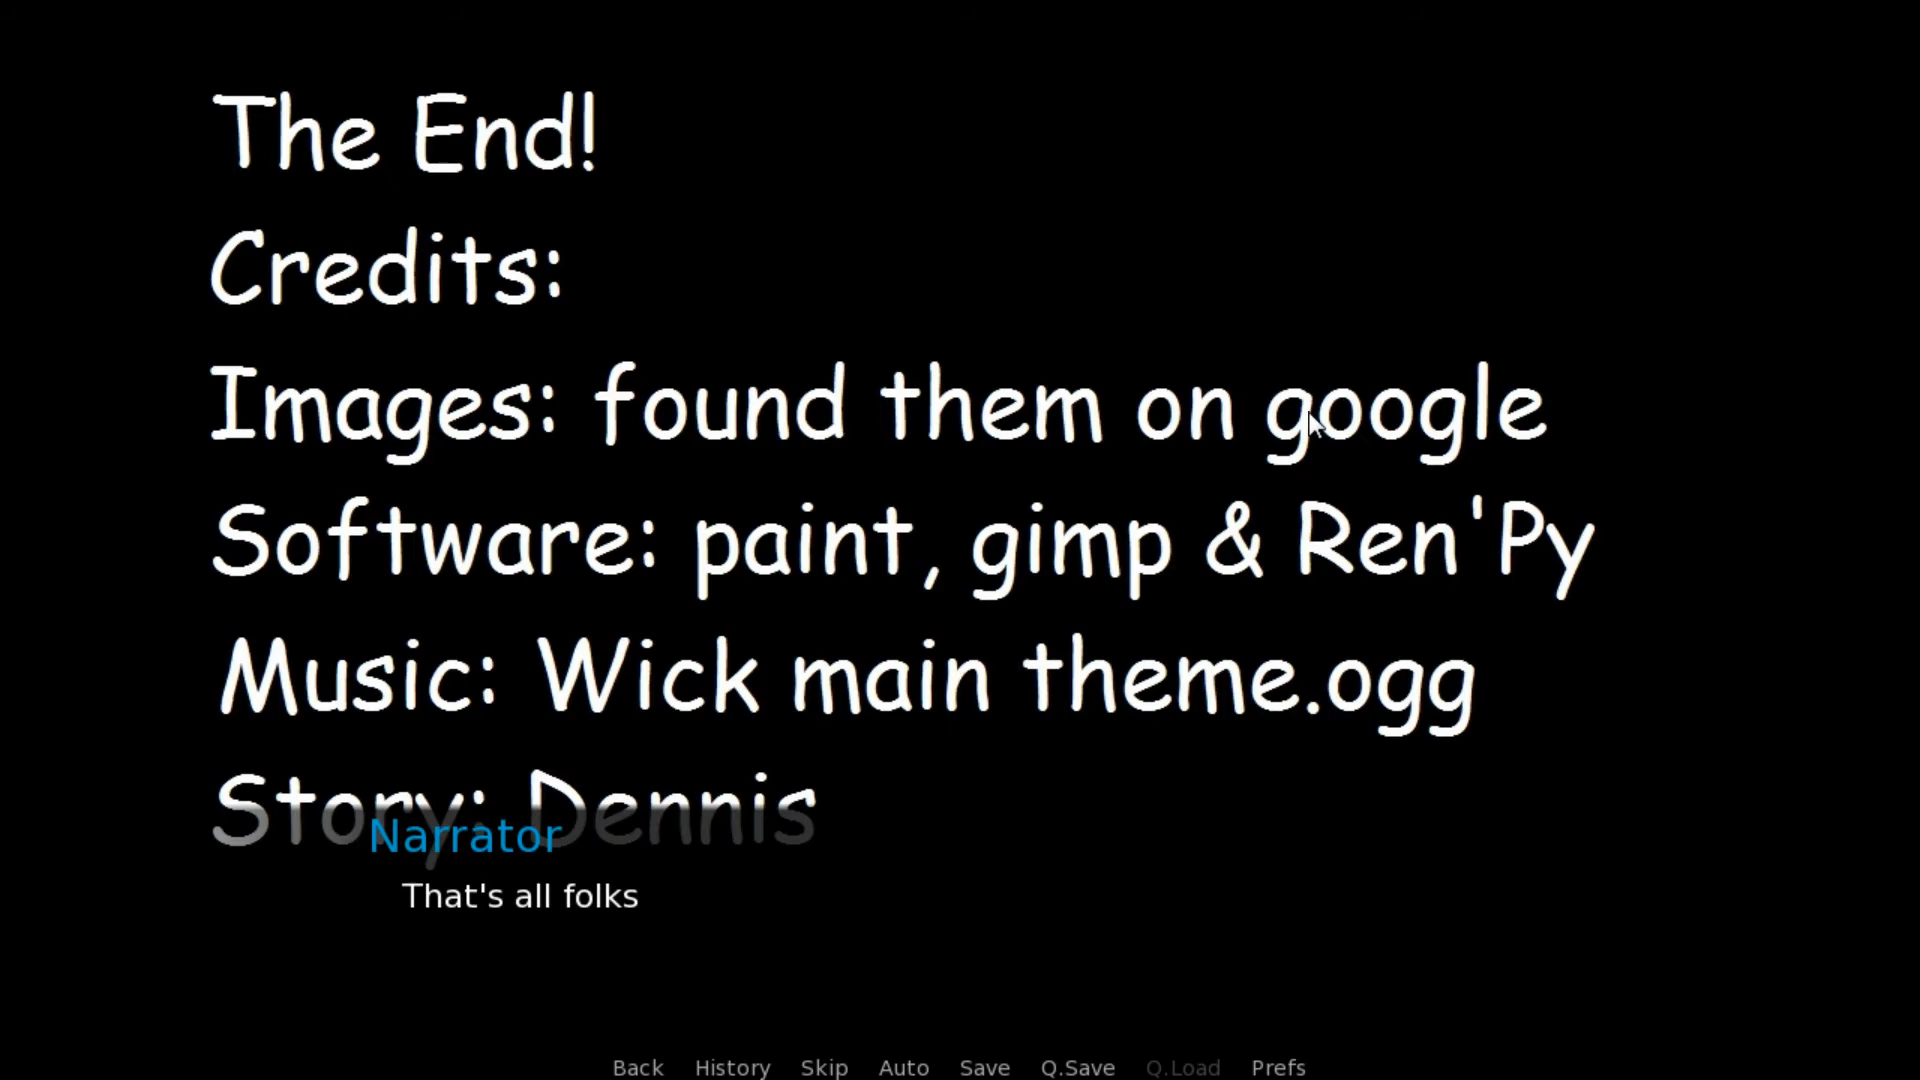 The End!
Credits:
Images: found them on google
Software: paint, gimp & Ren'Py
Music: Wick main theme.ogg
Story: Dennis
Narrator
That's all folks
Back History Skip Auto Save Q.Save Q.Load Prefs